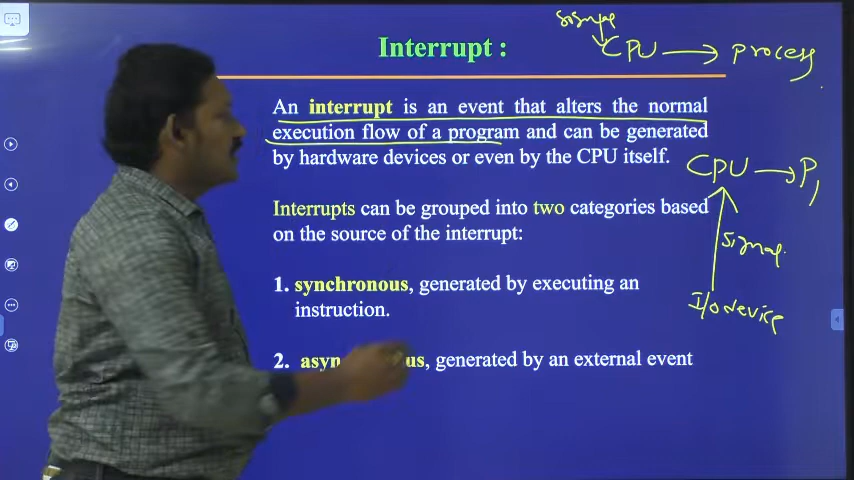 signal
Interrupt :
CPU → process
An interrupt is an event that alters the normal
execution flow of a program and can be generated
by hardware devices or even by the CPU itself.
CPU → P1
Interrupts can be grouped into two categories based
on the source of the interrupt:
signal
1. synchronous, generated by executing an
instruction.
I/o device
2. asyn us, generated by an external event